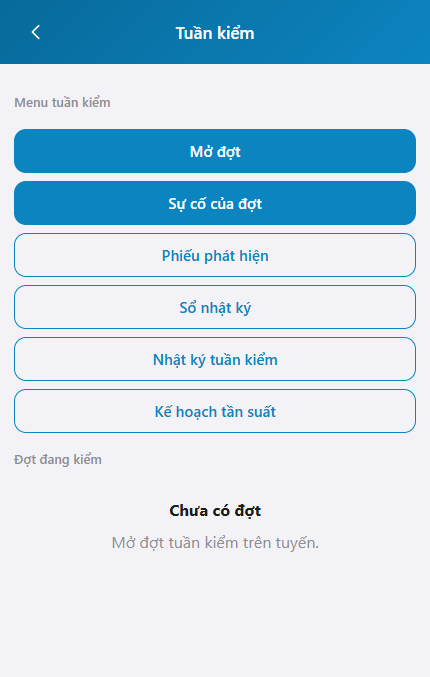 Tuần kiểm
Menu tuần kiểm
Mở đợt
Sự cố của đợt
Phiếu phát hiện
Sổ nhật ký
Nhật ký tuần kiểm
Kế hoạch tần suất
Đợt đang kiểm
Chưa có đợt
Mở đợt tuần kiểm trên tuyến.